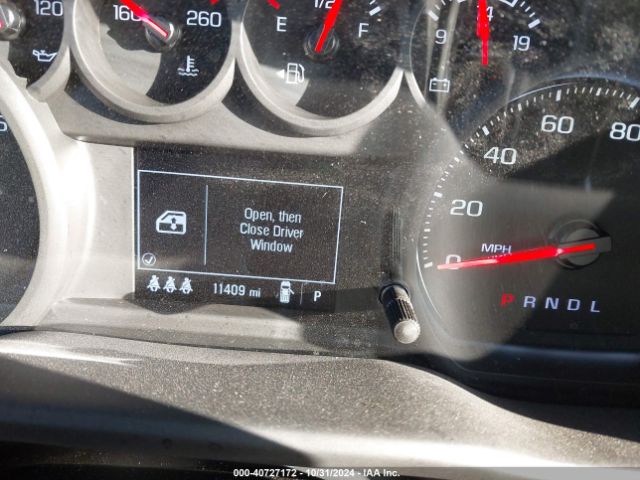 120
160 260
E 1/2 F
9 14 19
0 20 40 60 80
MPH
Open, then
Close Driver
Window
11409 mi P
P R N D L
000-40727172 - 10/31/2024 - IAA Inc.